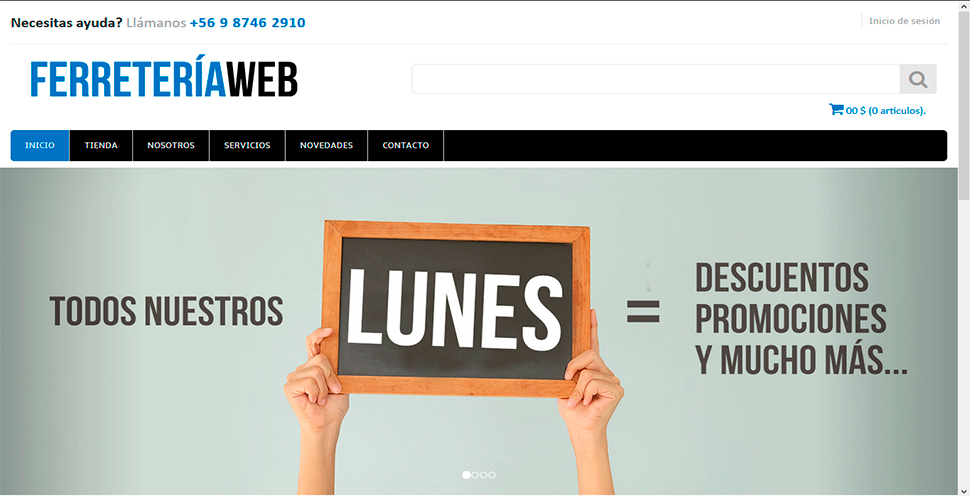 Necesitas ayuda? Llámanos +56 9 8746 2910
Inicio de sesión
FERRETERÍAWEB
00 $ (0 artículos).
INICIO
TIENDA
NOSOTROS
SERVICIOS
NOVEDADES
CONTACTO
TODOS NUESTROS
LUNES
=
DESCUENTOS
PROMOCIONES
Y MUCHO MÁS...